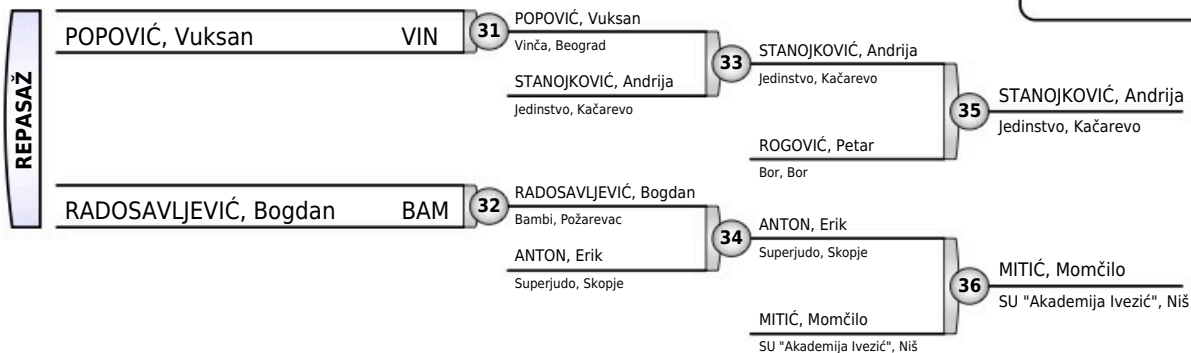 REPASAŽ
POPOVIĆ, Vuksan VIN
31
POPOVIĆ, Vuksan
Vinča, Beograd
STANOJKOVIĆ, Andrija
Jedinstvo, Kačarevo
33
STANOJKOVIĆ, Andrija
Jedinstvo, Kačarevo
ROGOVIĆ, Petar
Bor, Bor
35
STANOJKOVIĆ, Andrija
Jedinstvo, Kačarevo
RADOSAVLJEVIĆ, Bogdan BAM
32
RADOSAVLJEVIĆ, Bogdan
Bambi, Požarevac
ANTON, Erik
Superjudo, Skopje
34
ANTON, Erik
Superjudo, Skopje
MITIĆ, Momčilo
SU "Akademija Ivezić", Niš
36
MITIĆ, Momčilo
SU "Akademija Ivezić", Niš